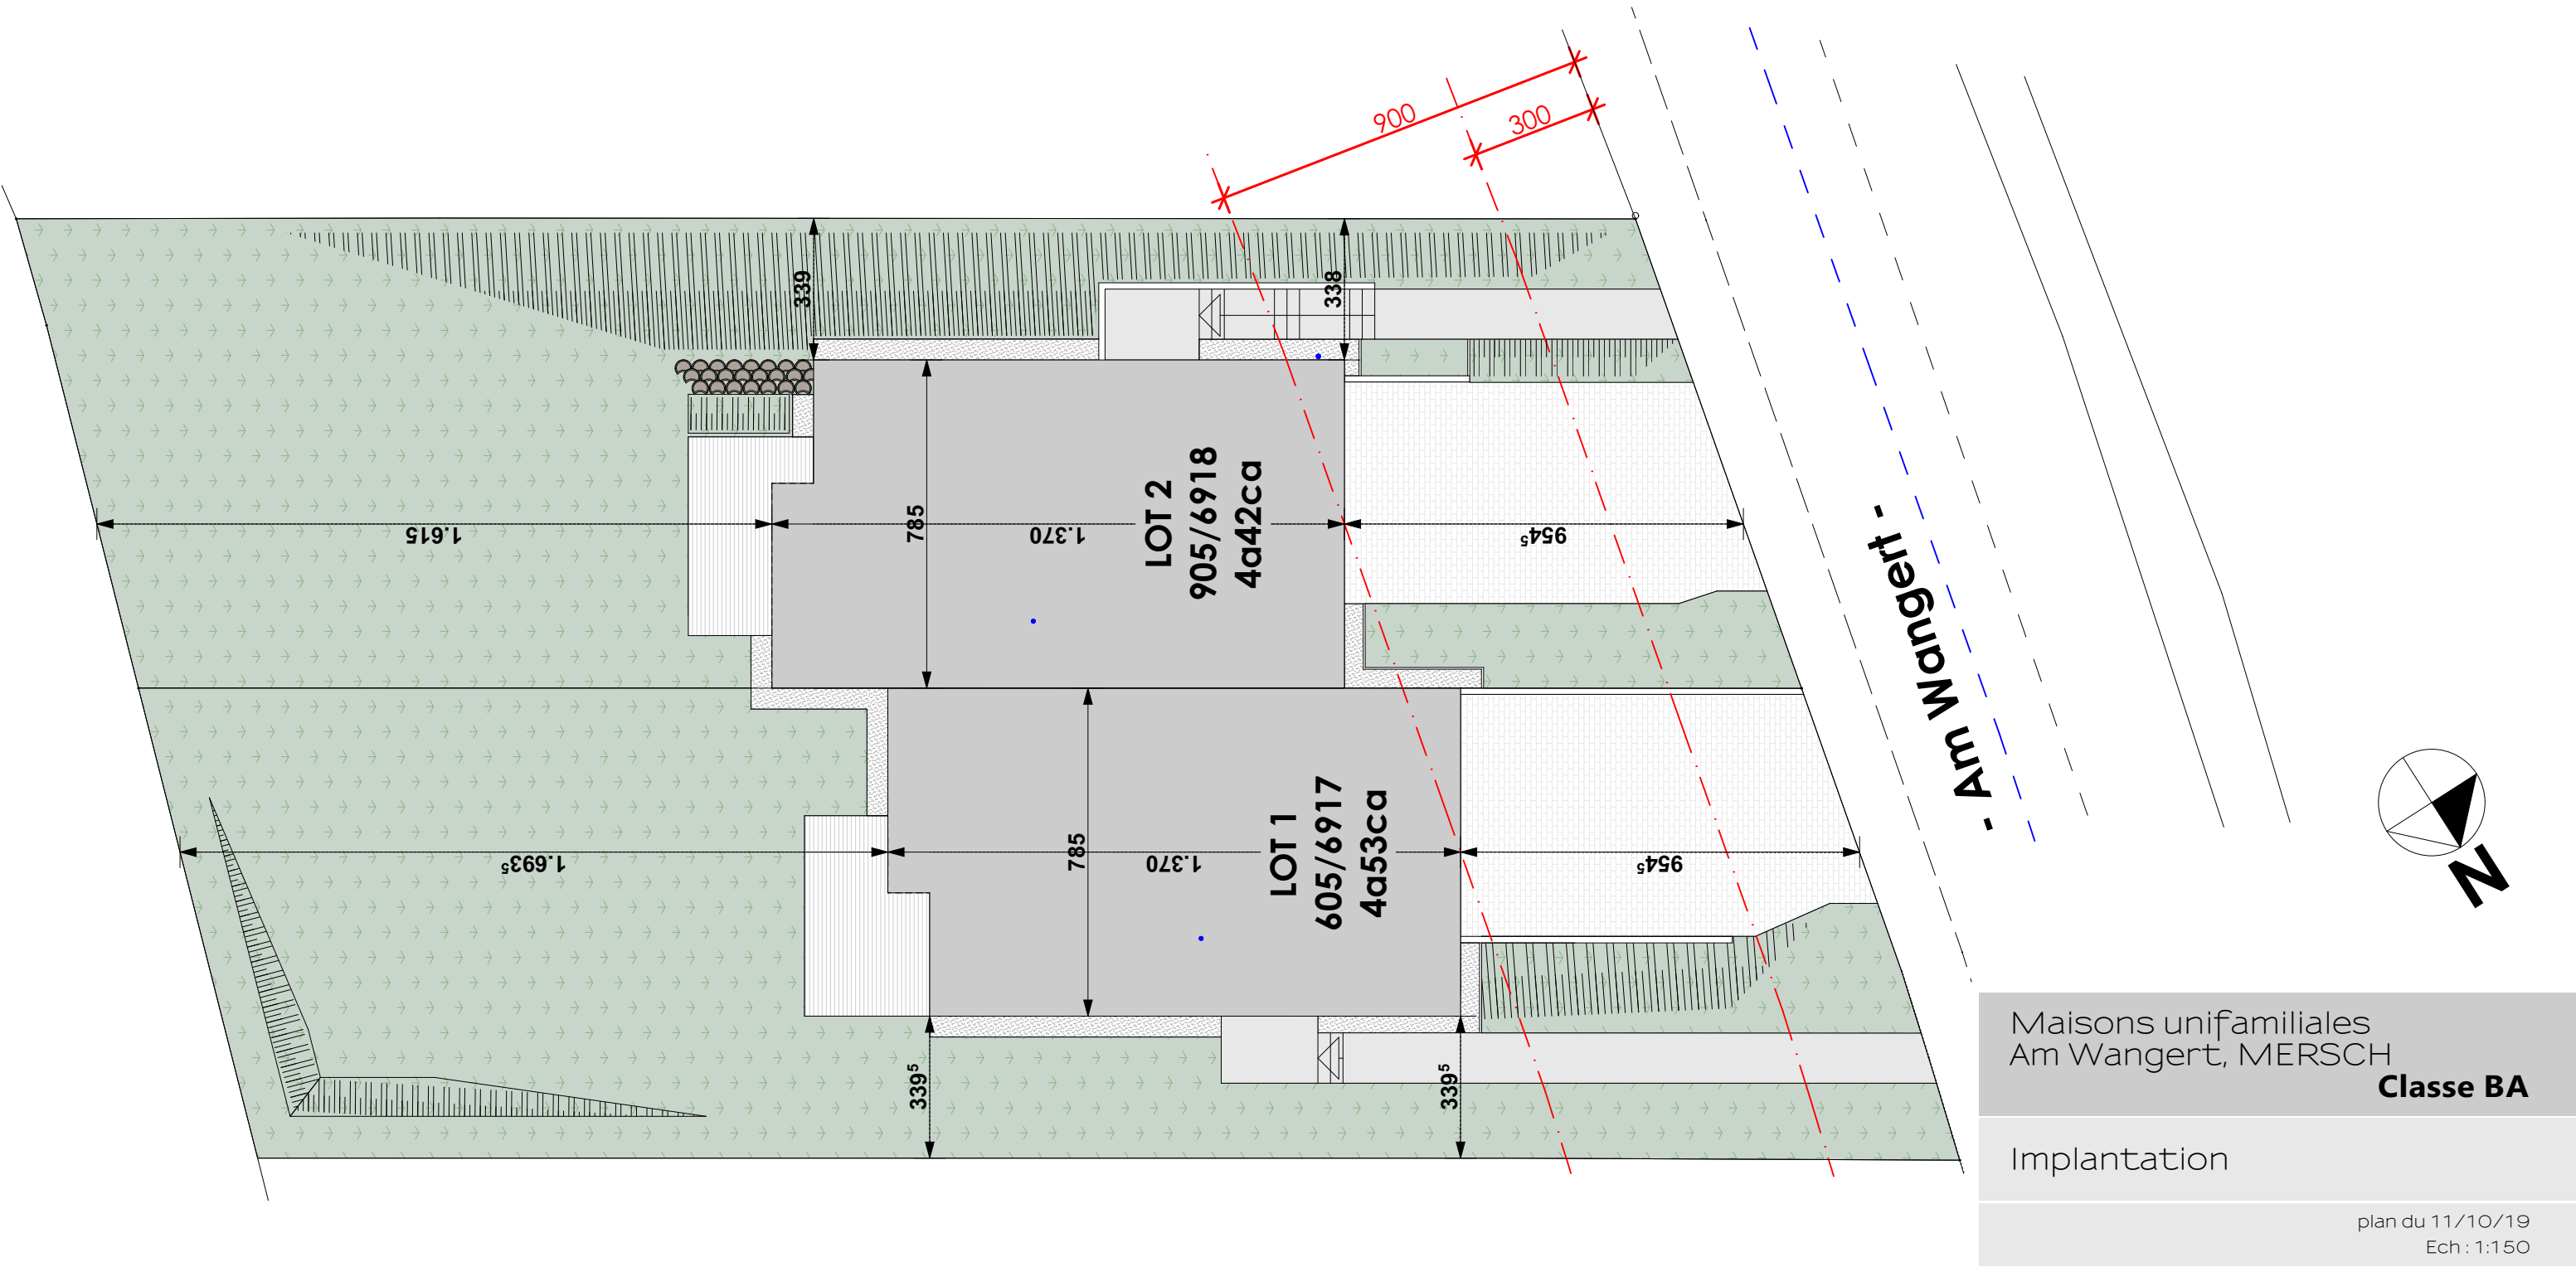 900
300
339
338
LOT 2
905/6918
4a42ca
785
1.615
1.370
954⁵
- Am Wangert -
LOT 1
605/6917
4a53ca
785
1.693⁵
1.370
954⁵
339⁵
339⁵
N
Maisons unifamiliales
Am Wangert, MERSCH
Classe BA
Implantation
plan du 11/10/19
Ech : 1:150